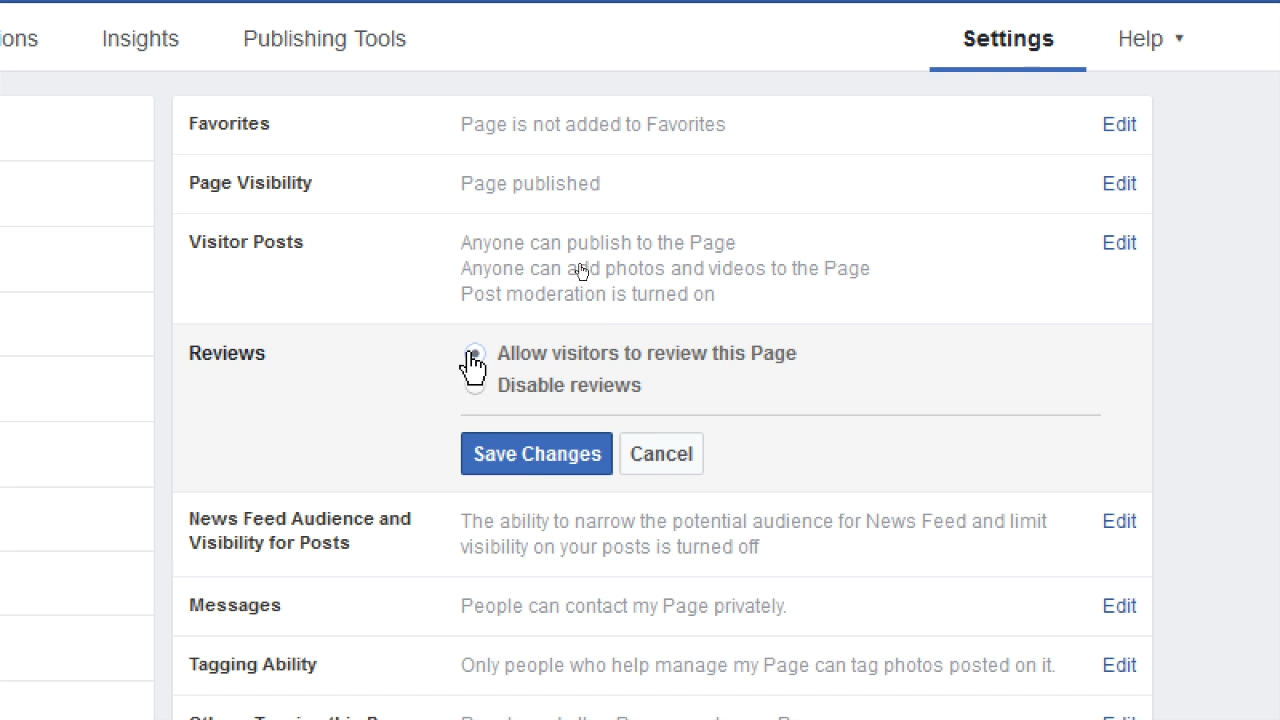 ions Insights Publishing Tools Settings Help
Favorites Page is not added to Favorites Edit
Page Visibility Page published Edit
Visitor Posts Anyone can publish to the Page Edit
Anyone can add photos and videos to the Page
Post moderation is turned on
Reviews Allow visitors to review this Page
Disable reviews
Save Changes Cancel
News Feed Audience and The ability to narrow the potential audience for News Feed and limit Edit
Visibility for Posts visibility on your posts is turned off
Messages People can contact my Page privately. Edit
Tagging Ability Only people who help manage my Page can tag photos posted on it. Edit